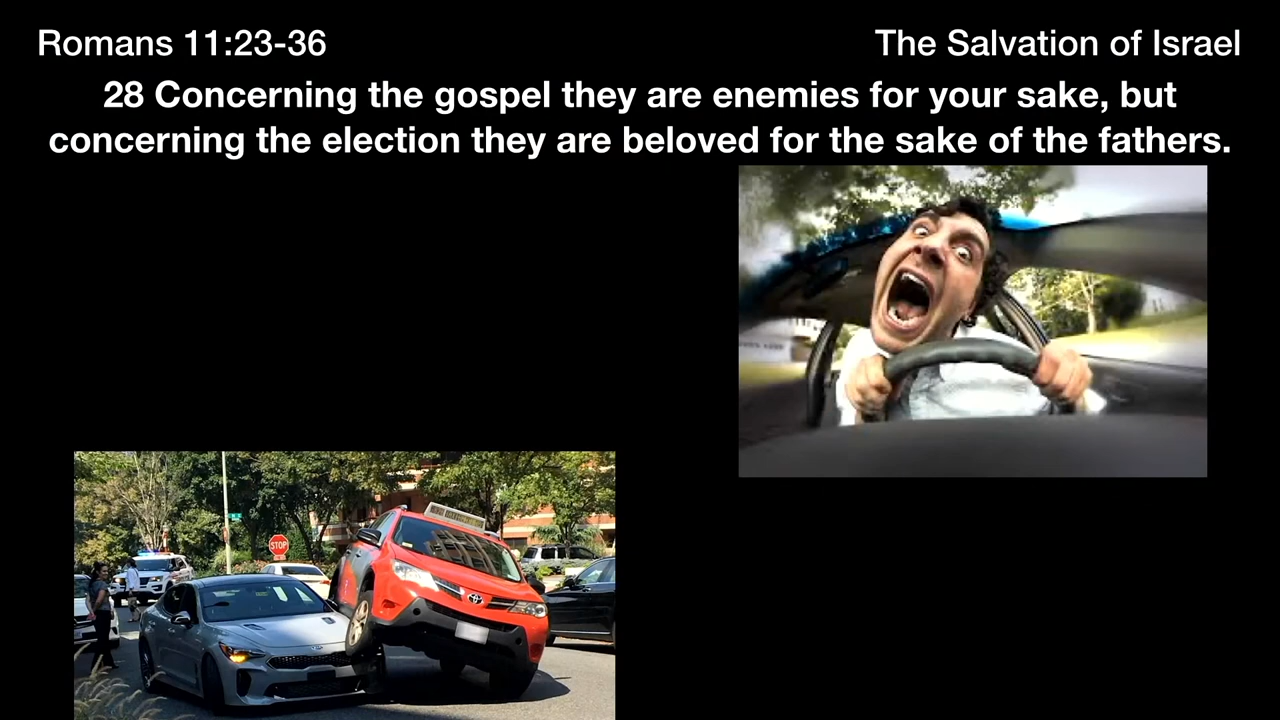 Romans 11:23-36
The Salvation of Israel
28 Concerning the gospel they are enemies for your sake, but
concerning the election they are beloved for the sake of the fathers.
STOP